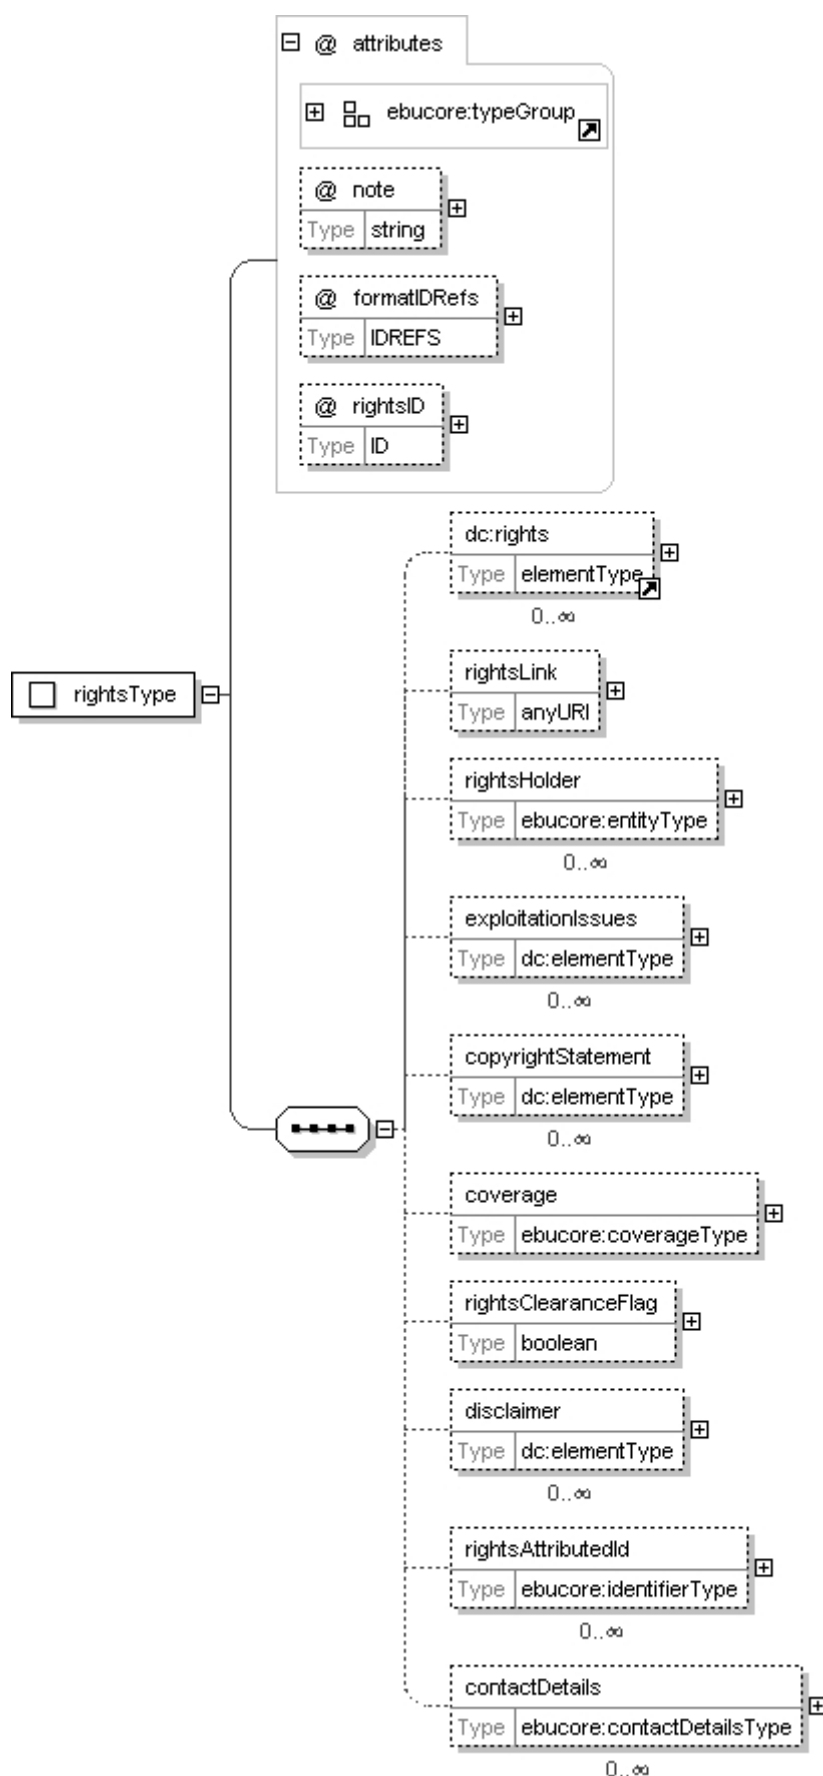 @ attributes
ebucore:typeGroup
@ note
Type string
@ formatIDRefs
Type IDREFS
@ rightsID
Type ID
dc:rights
Type elementType
0..∞
rightsLink
Type anyURI
rightsType
rightsHolder
Type ebucore:entityType
0..∞
exploitationIssues
Type dc:elementType
0..∞
copyrightStatement
Type dc:elementType
0..∞
coverage
Type ebucore:coverageType
rightsClearanceFlag
Type boolean
disclaimer
Type dc:elementType
0..∞
rightsAttributedId
Type ebucore:identifierType
0..∞
contactDetails
Type ebucore:contactDetailsType
0..∞